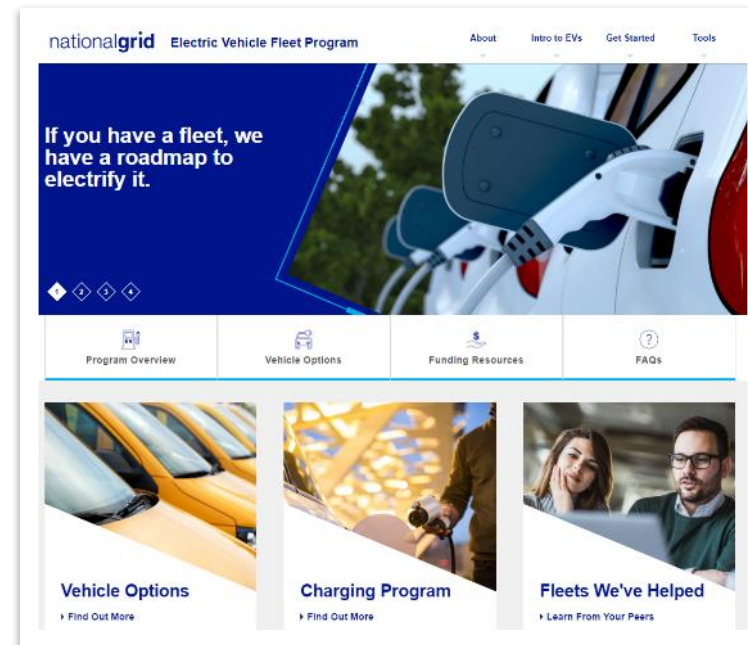 nationalgrid Electric Vehicle Fleet Program
About Intro to EVs Get Started Tools
If you have a fleet, we
have a roadmap to
electrify it.
1 2 3 4
Program Overview Vehicle Options Funding Resources FAQs
Vehicle Options Charging Program Fleets We've Helped
Find Out More Find Out More Learn From Your Peers